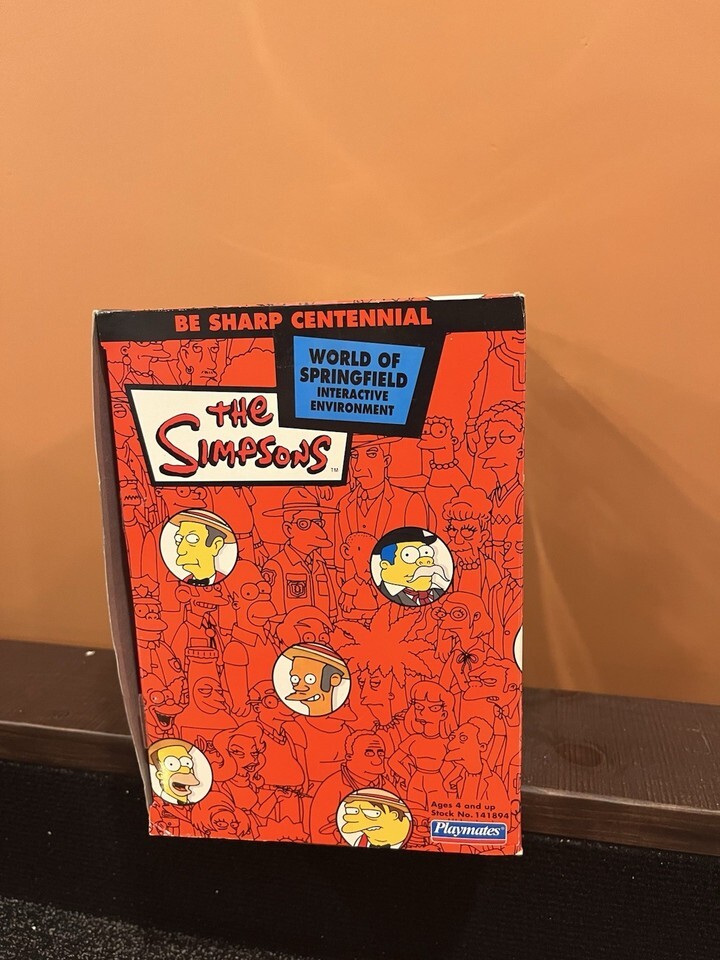 BE SHARP CENTENNIAL
WORLD OF
SPRINGFIELD
INTERACTIVE
ENVIRONMENT
THE
SIMPSONS
TM
Ages 4 and up
Stock No. 141894
Playmates®